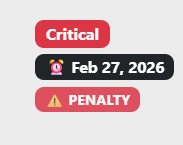 Critical
⏰ Feb 27, 2026
⚠️ PENALTY